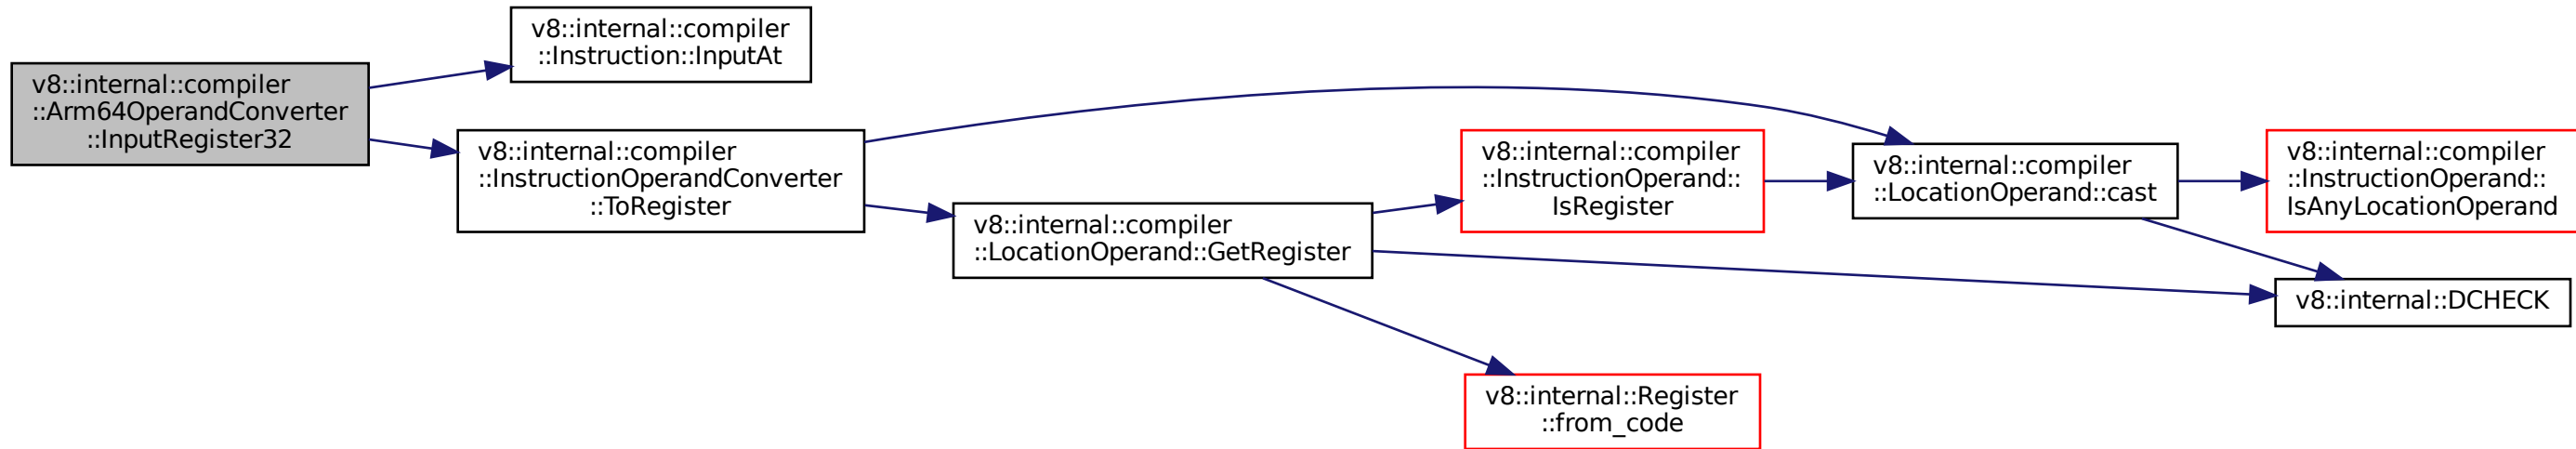 v8::internal::compiler
::Arm64OperandConverter
::InputRegister32
v8::internal::compiler
::Instruction::InputAt
v8::internal::compiler
::InstructionOperandConverter
::ToRegister
v8::internal::compiler
::LocationOperand::GetRegister
v8::internal::compiler
::InstructionOperand::
IsRegister
v8::internal::Register
::from_code
v8::internal::compiler
::LocationOperand::cast
v8::internal::compiler
::InstructionOperand::
IsAnyLocationOperand
v8::internal::DCHECK